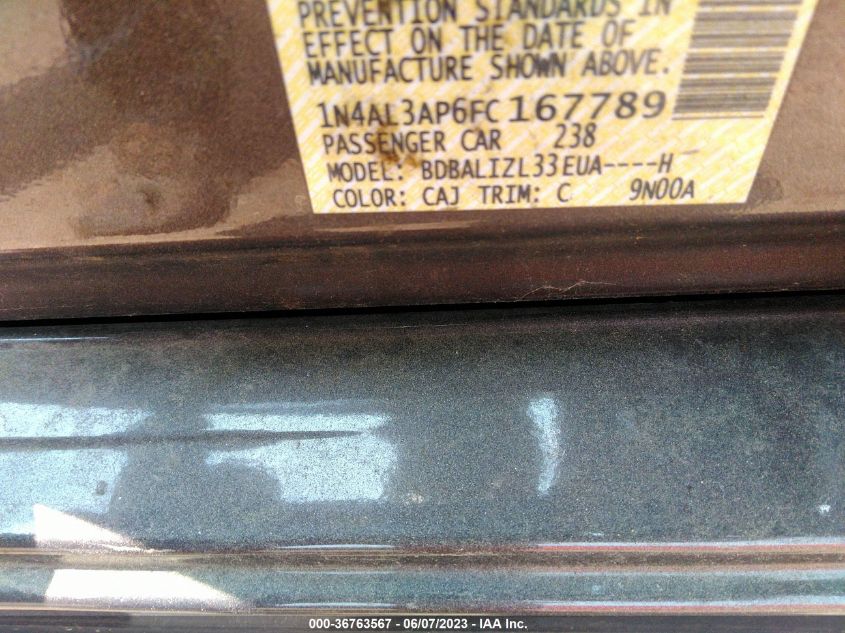 PREVENTION STANDARDS IN
EFFECT ON THE DATE OF
MANUFACTURE SHOWN ABOVE.
1N4AL3AP6FC167789
PASSENGER CAR 238
MODEL: BDBALIZL33EUA----H
COLOR: CAJ TRIM: C 9N00A
000-36763567 - 06/07/2023 - IAA Inc.